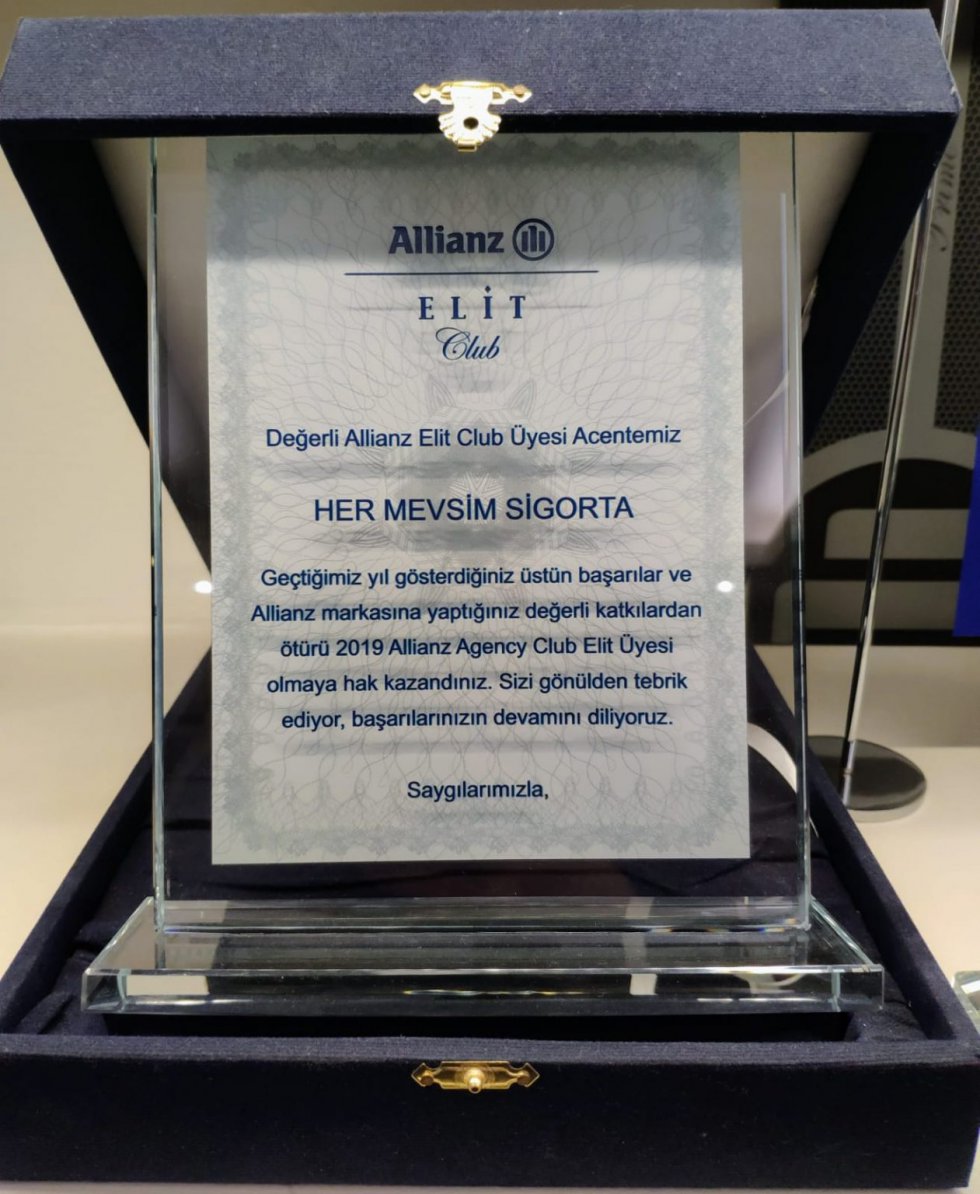 Allianz
ELİT
Club
Değerli Allianz Elit Club Üyesi Acentemiz
HER MEVSİM SİGORTA
Geçtiğimiz yıl gösterdiğiniz üstün başarılar ve
Allianz markasına yaptığınız değerli katkılardan
ötürü 2019 Allianz Agency Club Elit Üyesi
olmaya hak kazandınız. Sizi gönülden tebrik
ediyor, başarılarınızın devamını diliyoruz.
Saygılarımızla,